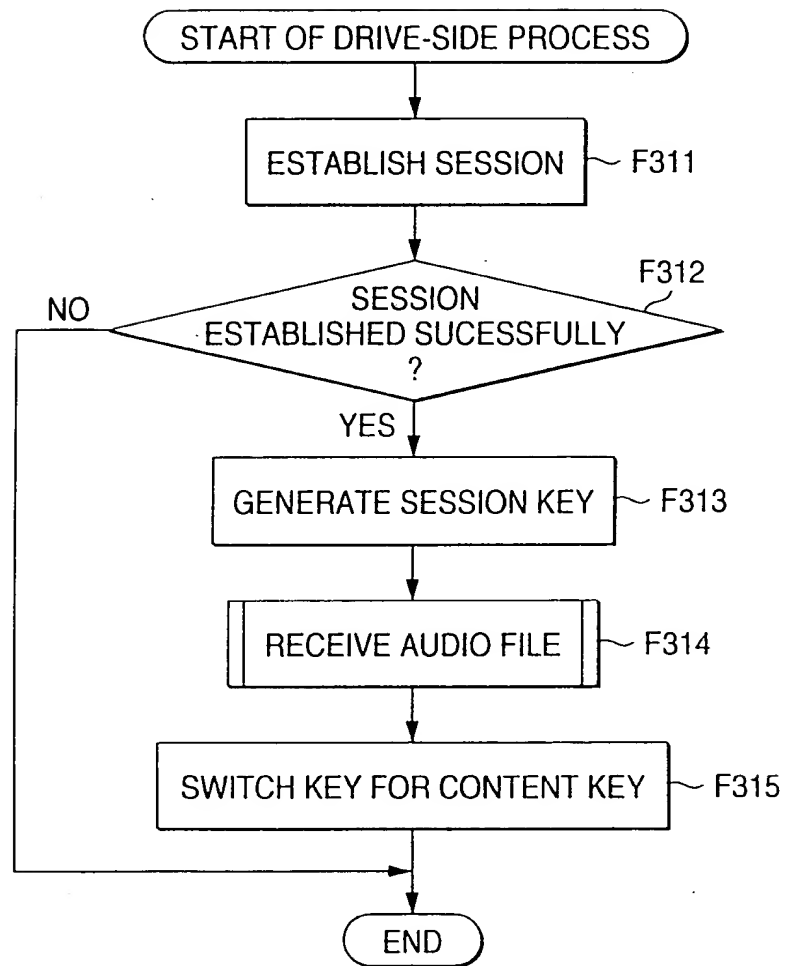 START OF DRIVE-SIDE PROCESS
ESTABLISH SESSION
F311
F312
SESSION
ESTABLISHED SUCESSFULLY
?
NO
YES
GENERATE SESSION KEY
F313
RECEIVE AUDIO FILE
F314
SWITCH KEY FOR CONTENT KEY
F315
END